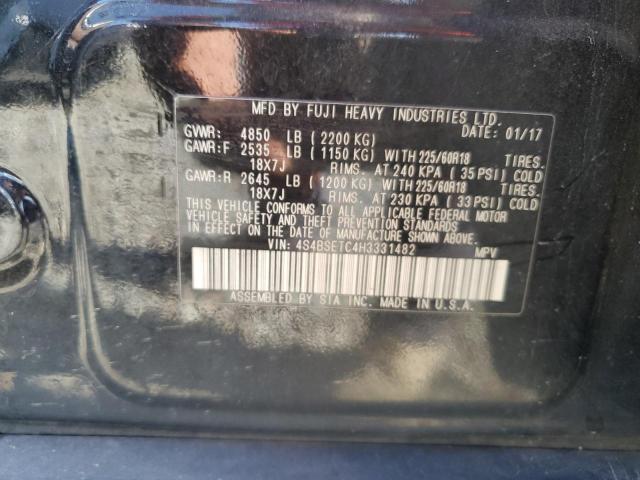 MFD BY FUJI HEAVY INDUSTRIES LTD.
GVWR: 4850 LB ( 2200 KG) DATE: 01/17
GAWR:F 2535 LB ( 1150 KG) WITH 225/60R18 TIRES.
18X7J RIMS. AT 240 KPA ( 35 PSI) COLD
GAWR:R 2645 LB ( 1200 KG) WITH 225/60R18 TIRES.
18X7J RIMS. AT 230 KPA ( 33 PSI) COLD
THIS VEHICLE CONFORMS TO ALL APPLICABLE FEDERAL MOTOR
VEHICLE SAFETY AND THEFT PREVENTION STANDARDS
IN EFFECT ON THE DATE OF MANUFACTURE SHOWN ABOVE.
VIN: 4S4BSETC4H3331482 MPV
ASSEMBLED BY SIA INC. MADE IN U.S.A.